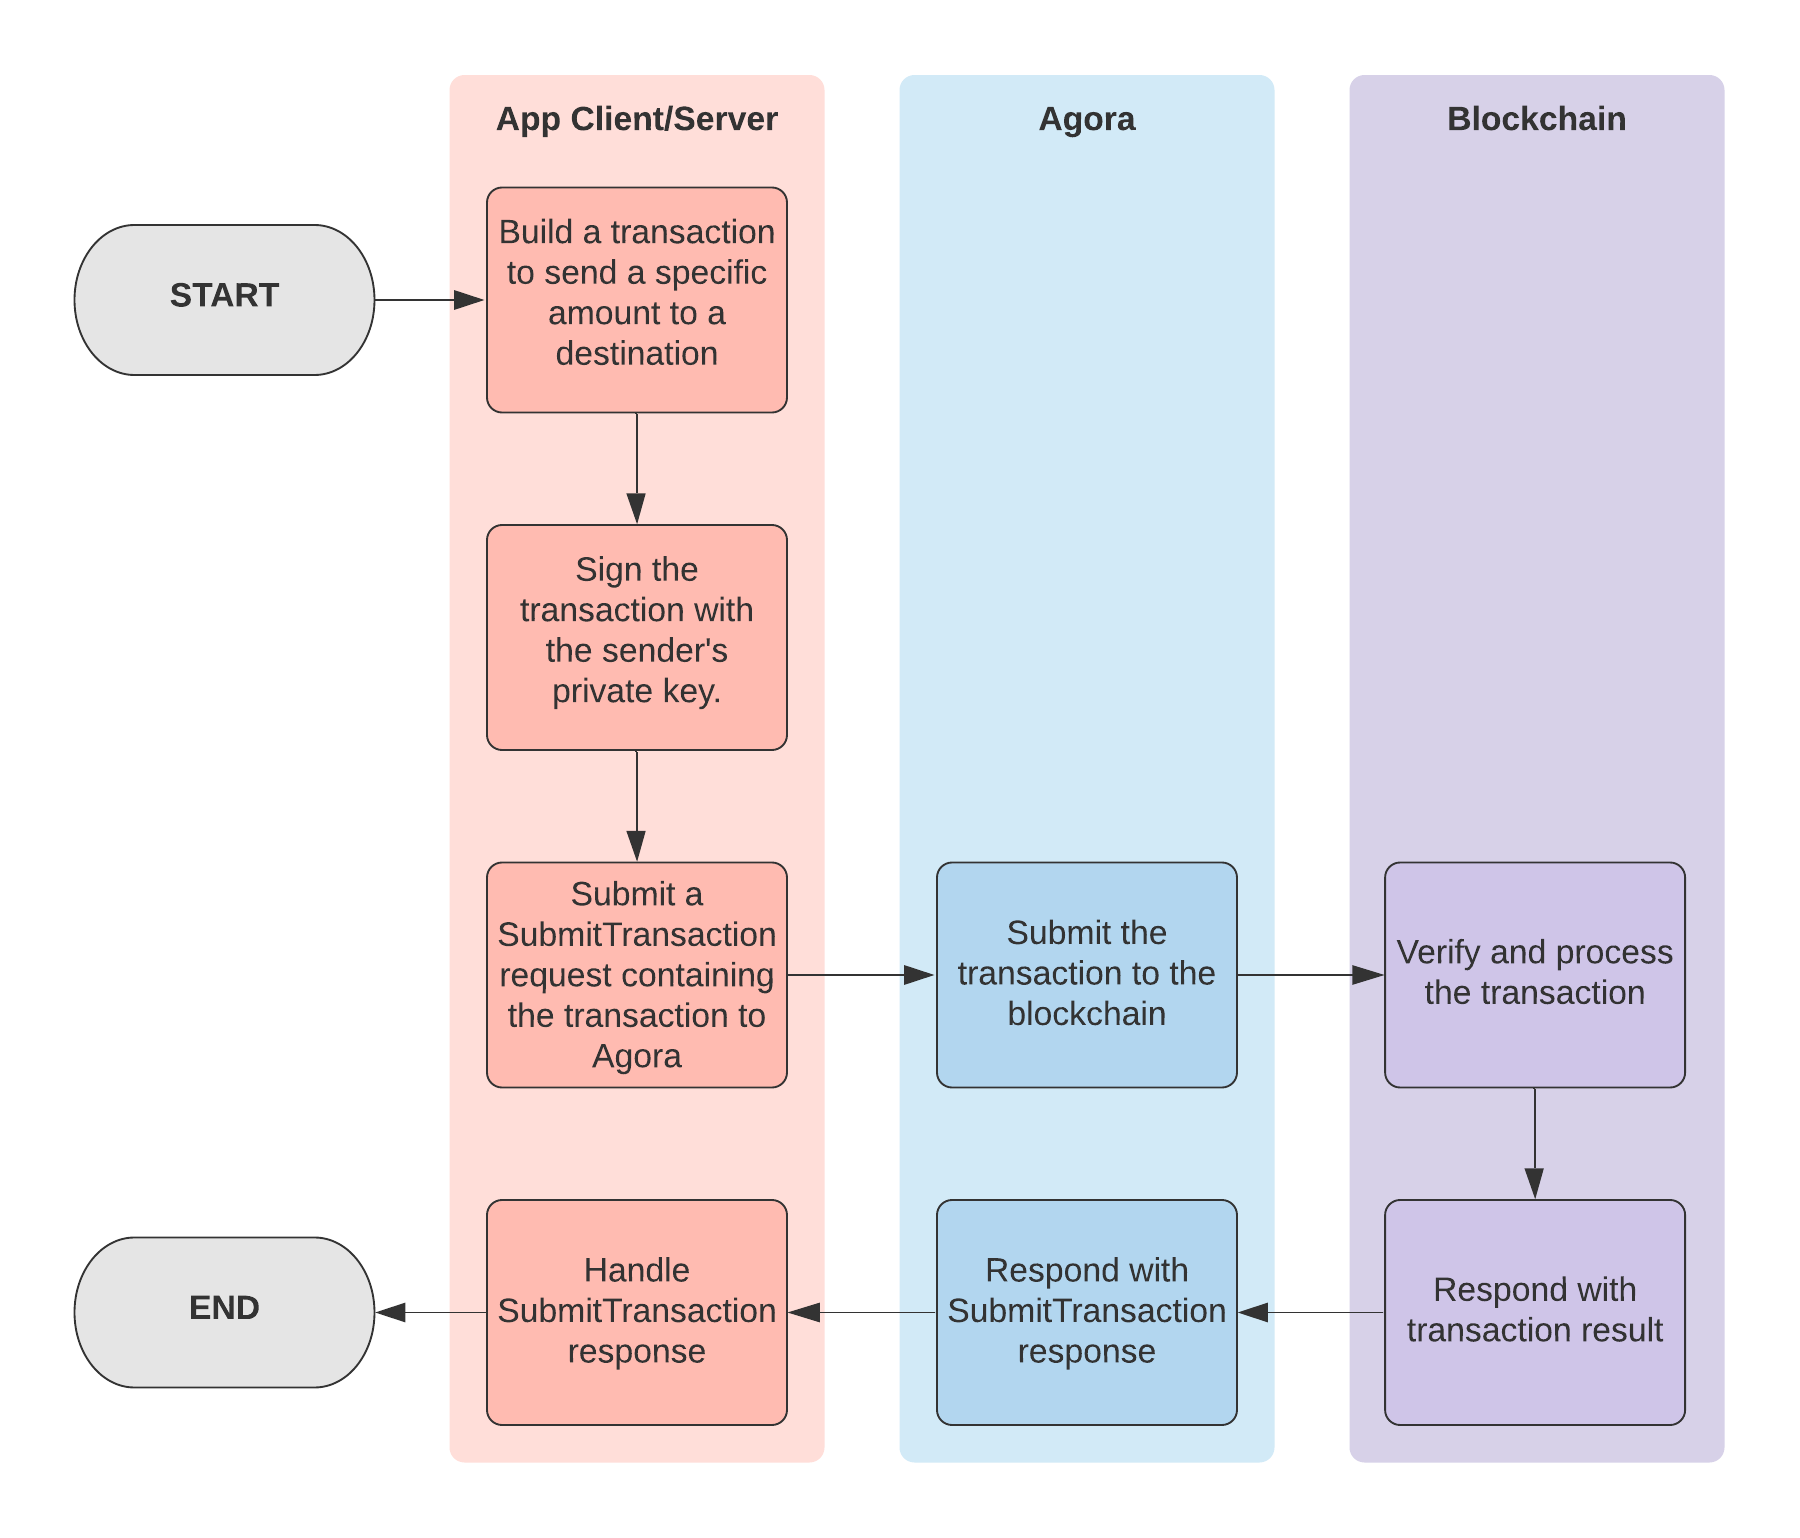 App Client/Server
Agora
Blockchain
START
Build a transaction
to send a specific
amount to a
destination
Sign the
transaction with
the sender's
private key.
Submit a
SubmitTransaction
request containing
the transaction to
Agora
Submit the
transaction to the
blockchain
Verify and process
the transaction
Respond with
transaction result
Respond with
SubmitTransaction
response
Handle
SubmitTransaction
response
END